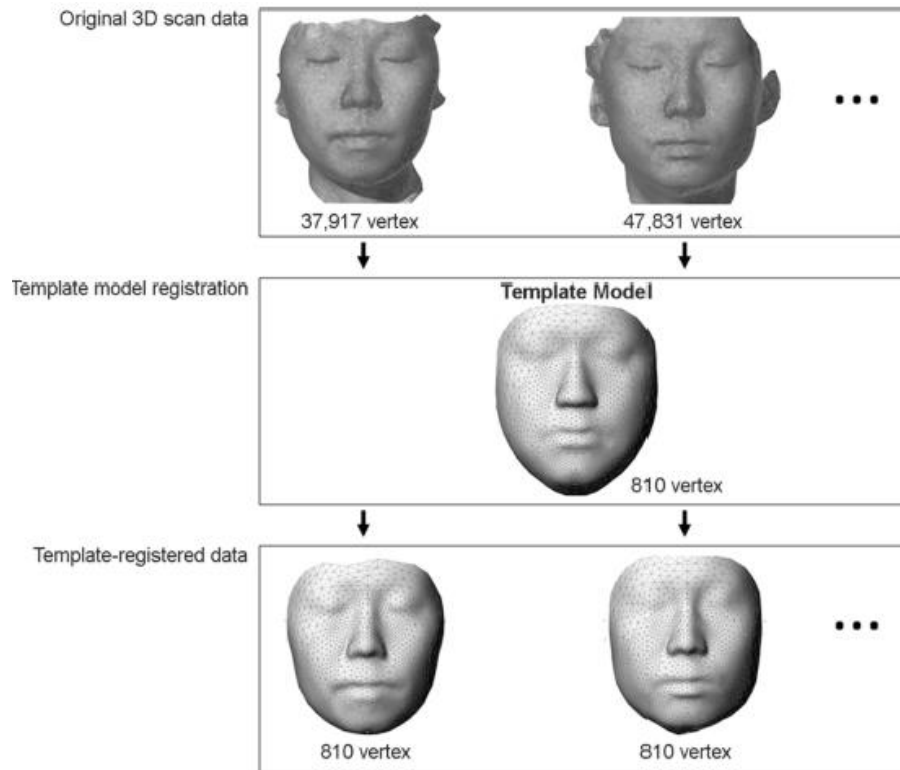 Original 3D scan data
37,917 vertex
47,831 vertex
Template model registration
Template Model
810 vertex
Template-registered data
810 vertex
810 vertex